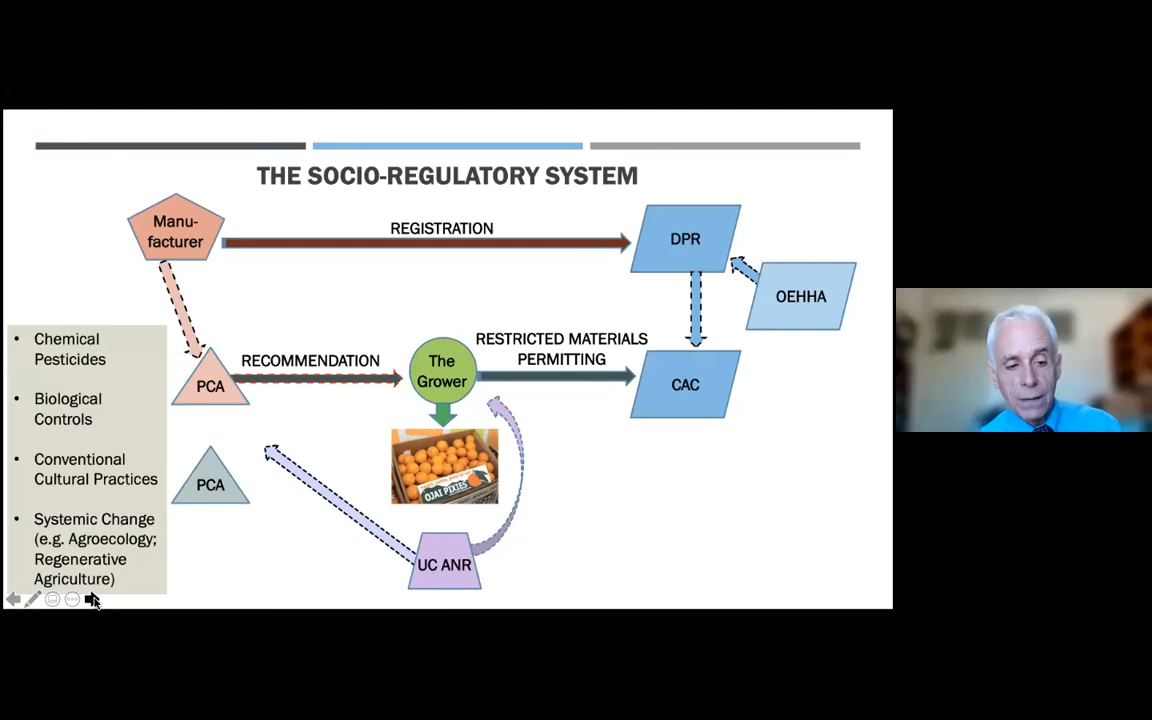 THE SOCIO-REGULATORY SYSTEM
Manu-
facturer
REGISTRATION
DPR
OEHHA
RESTRICTED MATERIALS
PERMITTING
RECOMMENDATION
The
Grower
PCA
CAC
• Chemical
Pesticides
• Biological
Controls
• Conventional
Cultural Practices
• Systemic Change
(e.g. Agroecology;
Regenerative
Agriculture)
PCA
OJAI PIXIES
UC ANR